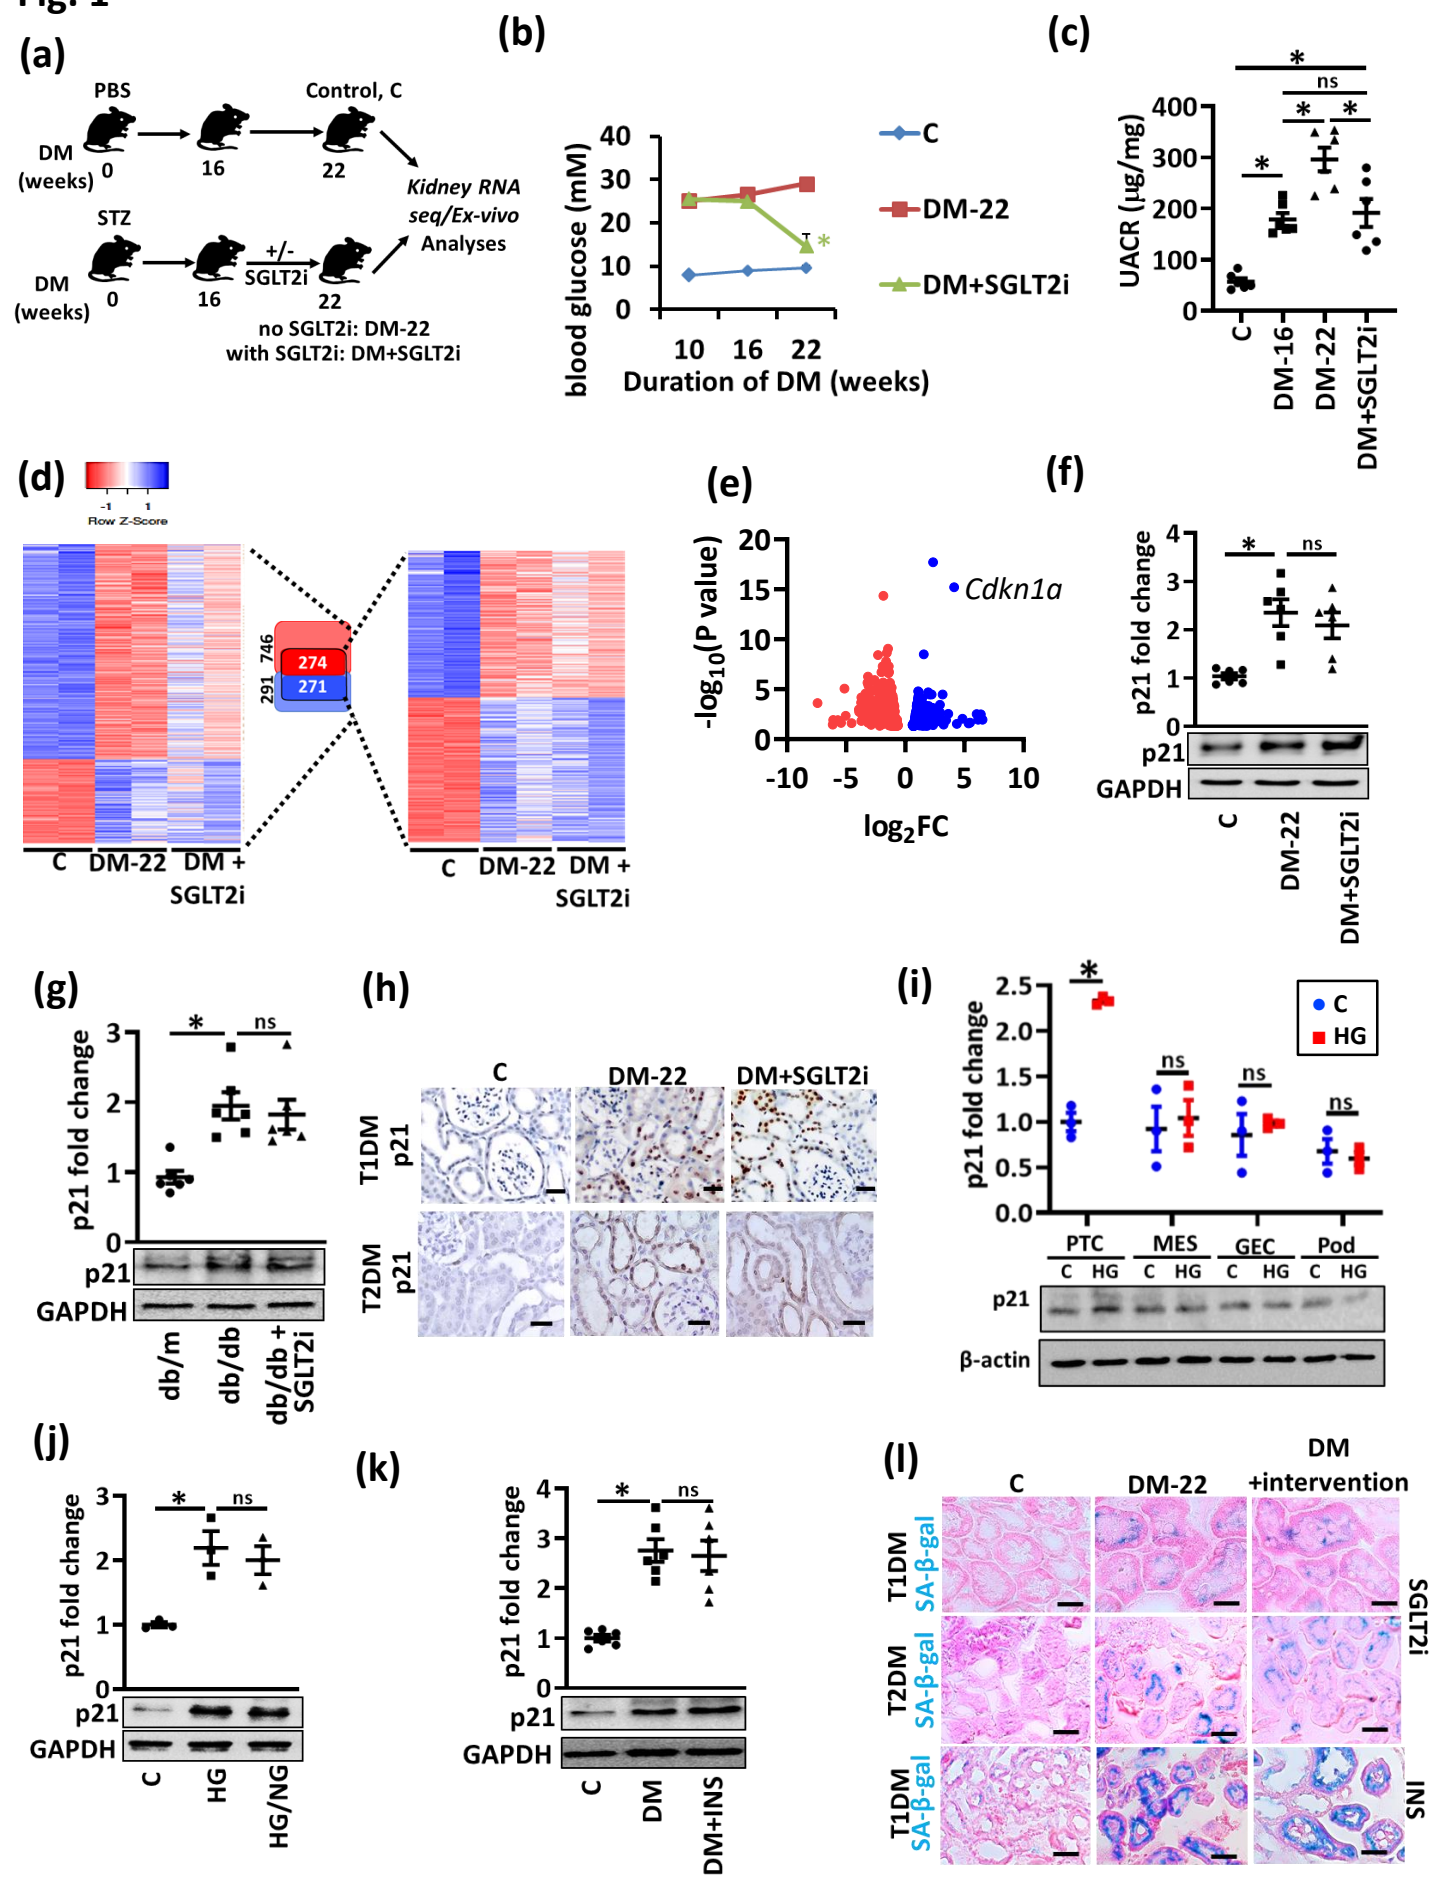 (a)
PBS
Control, C
DM
(weeks)
0
16
22
Kidney RNA
seq/Ex-vivo
Analyses
STZ
+/-
SGLT2i
DM
(weeks)
0
16
22
no SGLT2i: DM-22
with SGLT2i: DM+SGLT2i
(b)
blood glucose (mM)
40
30
20
10
0
*
10 16 22
Duration of DM (weeks)
C
DM-22
DM+SGLT2i
(c)
UACR (µg/mg)
400
300
200
100
0
*
ns
* *
*
C
DM-16
DM-22
DM+SGLT2i
(d)
-1 1
Row Z-Score
746
291
274
271
C DM-22 DM +
SGLT2i
C DM-22 DM +
SGLT2i
(e)
-log10(P value)
20
15
10
5
0
Cdkn1a
-10 -5 0 5 10
log2FC
(f)
p21 fold change
4
3
2
1
0
* ns
p21
GAPDH
C
DM-22
DM+SGLT2i
(g)
p21 fold change
3
2
1
0
* ns
p21
GAPDH
db/m
db/db
db/db +
SGLT2i
(h)
C DM-22 DM+SGLT2i
T1DM
p21
T2DM
p21
(i)
p21 fold change
2.5
2.0
1.5
1.0
0.5
0.0
*
ns
ns
ns
C
HG
PTC MES GEC Pod
C HG C HG C HG C HG
p21
β-actin
(j)
p21 fold change
3
2
1
0
* ns
p21
GAPDH
C
HG
HG/NG
(k)
p21 fold change
4
3
2
1
0
* ns
p21
GAPDH
C
DM
DM+INS
(l)
C DM-22 DM
+intervention
T1DM
SA-β-gal
T2DM
SA-β-gal
T1DM
SA-β-gal
SGLT2i
INS